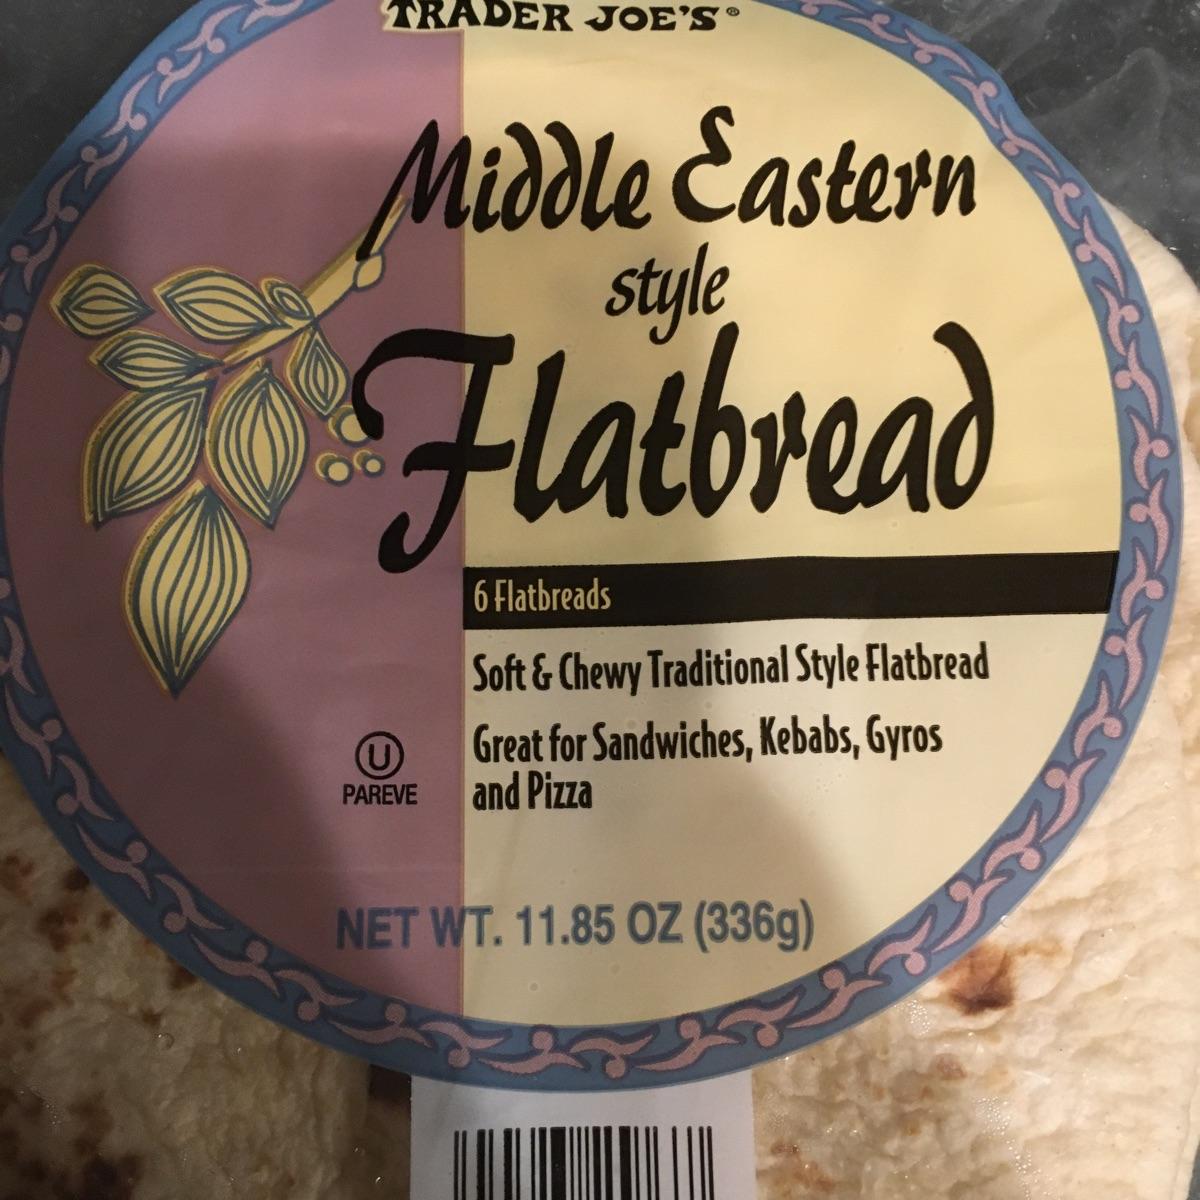 TRADER JOE'S®
Middle Eastern
style
Flatbread
6 Flatbreads
Soft & Chewy Traditional Style Flatbread
Great for Sandwiches, Kebabs, Gyros
and Pizza
U
PAREVE
NET WT. 11.85 OZ (336g)